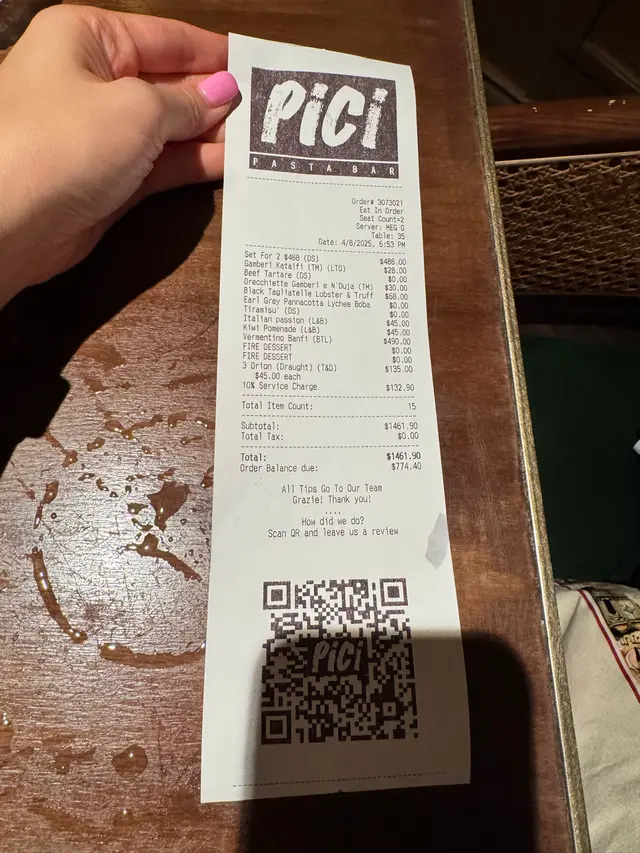 PiCi
PASTA BAR
Order# 3073021
Eat In Order
Seat Count=2
Server: MEG G
Table: 35
Date: 4/8/2025, 6:53 PM
Set For 2 $488 (DS) $488.00
Gamberi Kataifi (TM) (LTO) $28.00
Beef Tartare (DS) $0.00
Orecchiette Gamberi e N'Duja (TM) $30.00
Black Tagliatelle Lobster & Truff $68.00
Earl Grey Pannacotta Lychee Boba $0.00
Tiramisu' (DS) $0.00
Italian passion (L&B) $45.00
Kiwi Pomenade (L&B) $45.00
Vermentino Banfi (BTL) $490.00
FIRE DESSERT $0.00
FIRE DESSERT $0.00
3 Orion (Draught) (T&D) $135.00
$45.00 each
10% Service Charge $132.90
Total Item Count: 15
Subtotal: $1461.90
Total Tax: $0.00
Total: $1461.90
Order Balance due: $774.40
All Tips Go To Our Team
Grazie! Thank you!
....
How did we do?
Scan QR and leave us a review
PiCi